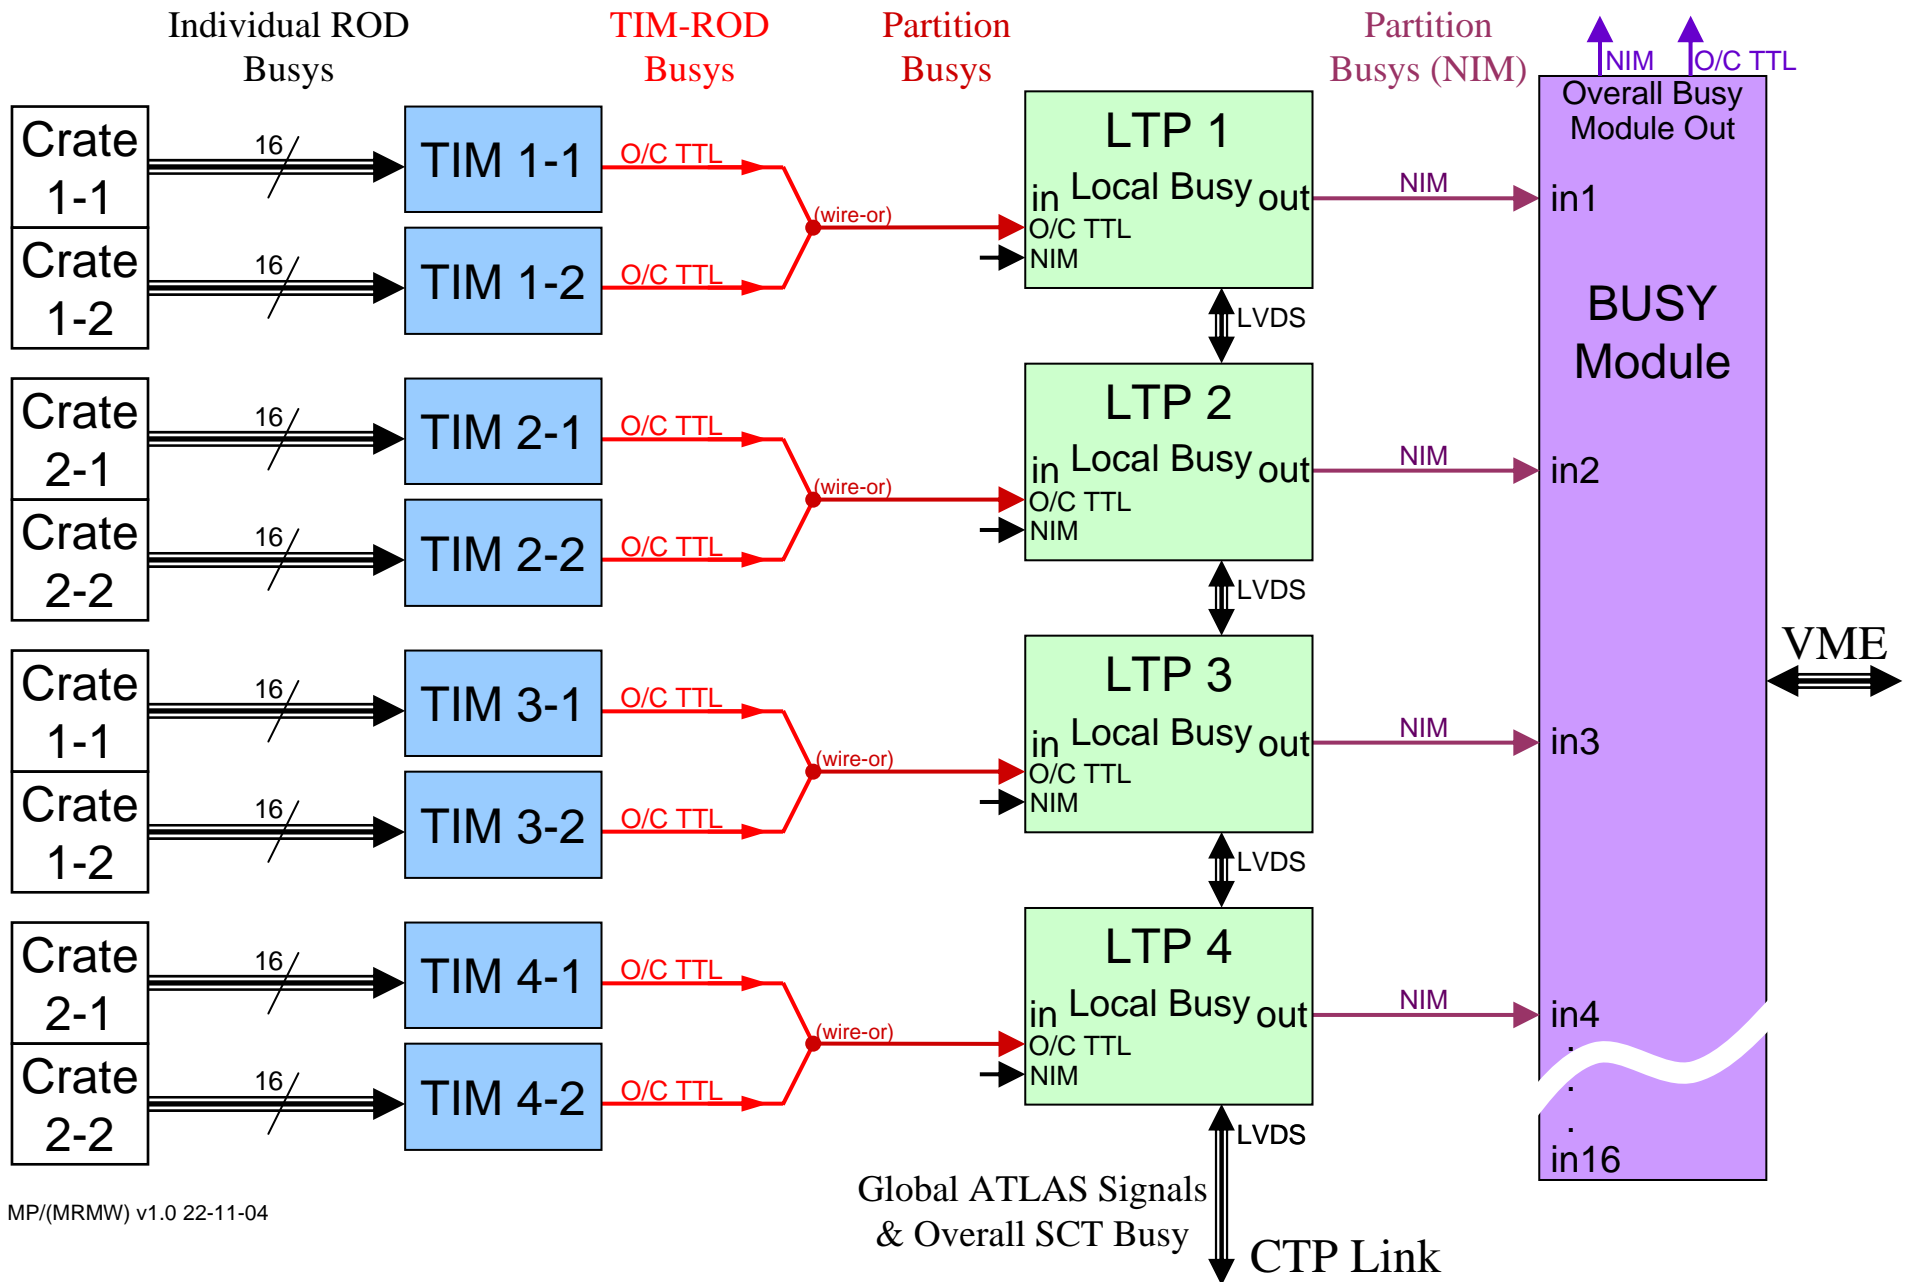 Individual ROD
Busys
TIM-ROD
Busys
Partition
Busys
Partition
Busys (NIM)
NIM
O/C TTL
Overall Busy
Module Out
Crate
1-1
16
TIM 1-1
O/C TTL
Crate
1-2
16
TIM 1-2
O/C TTL
(wire-or)
LTP 1
in Local Busy out
O/C TTL
NIM
NIM
in1
LVDS
BUSY
Module
Crate
2-1
16
TIM 2-1
O/C TTL
Crate
2-2
16
TIM 2-2
O/C TTL
(wire-or)
LTP 2
in Local Busy out
O/C TTL
NIM
NIM
in2
LVDS
VME
Crate
1-1
16
TIM 3-1
O/C TTL
Crate
1-2
16
TIM 3-2
O/C TTL
(wire-or)
LTP 3
in Local Busy out
O/C TTL
NIM
NIM
in3
LVDS
Crate
2-1
16
TIM 4-1
O/C TTL
Crate
2-2
16
TIM 4-2
O/C TTL
(wire-or)
LTP 4
in Local Busy out
O/C TTL
NIM
NIM
in4
.
.
.
in16
LVDS
Global ATLAS Signals
& Overall SCT Busy
CTP Link
MP/(MRMW) v1.0 22-11-04